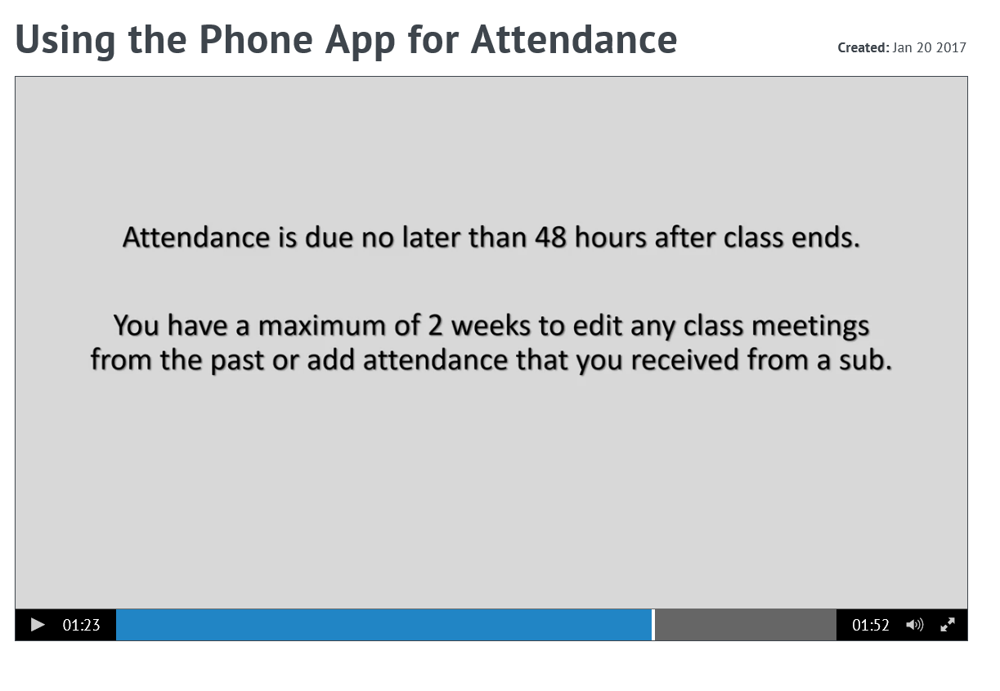 Using the Phone App for Attendance
Created: Jan 20 2017
Attendance is due no later than 48 hours after class ends.
You have a maximum of 2 weeks to edit any class meetings
from the past or add attendance that you received from a sub.
01:23
01:52